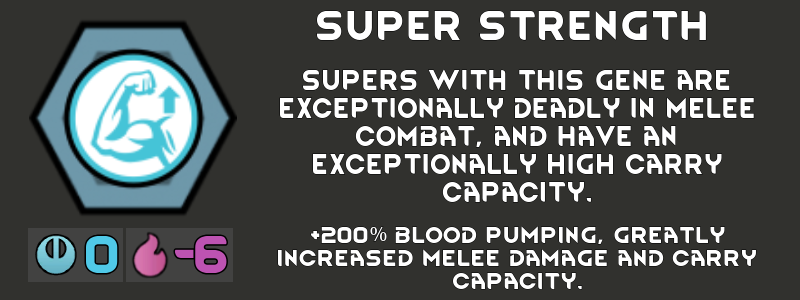 SUPER STRENGTH
SUPERS WITH THIS GENE ARE
EXCEPTIONALLY DEADLY IN MELEE
COMBAT, AND HAVE AN
EXCEPTIONALLY HIGH CARRY
CAPACITY.
+200% BLOOD PUMPING, GREATLY
INCREASED MELEE DAMAGE AND CARRY
CAPACITY.
0 -6